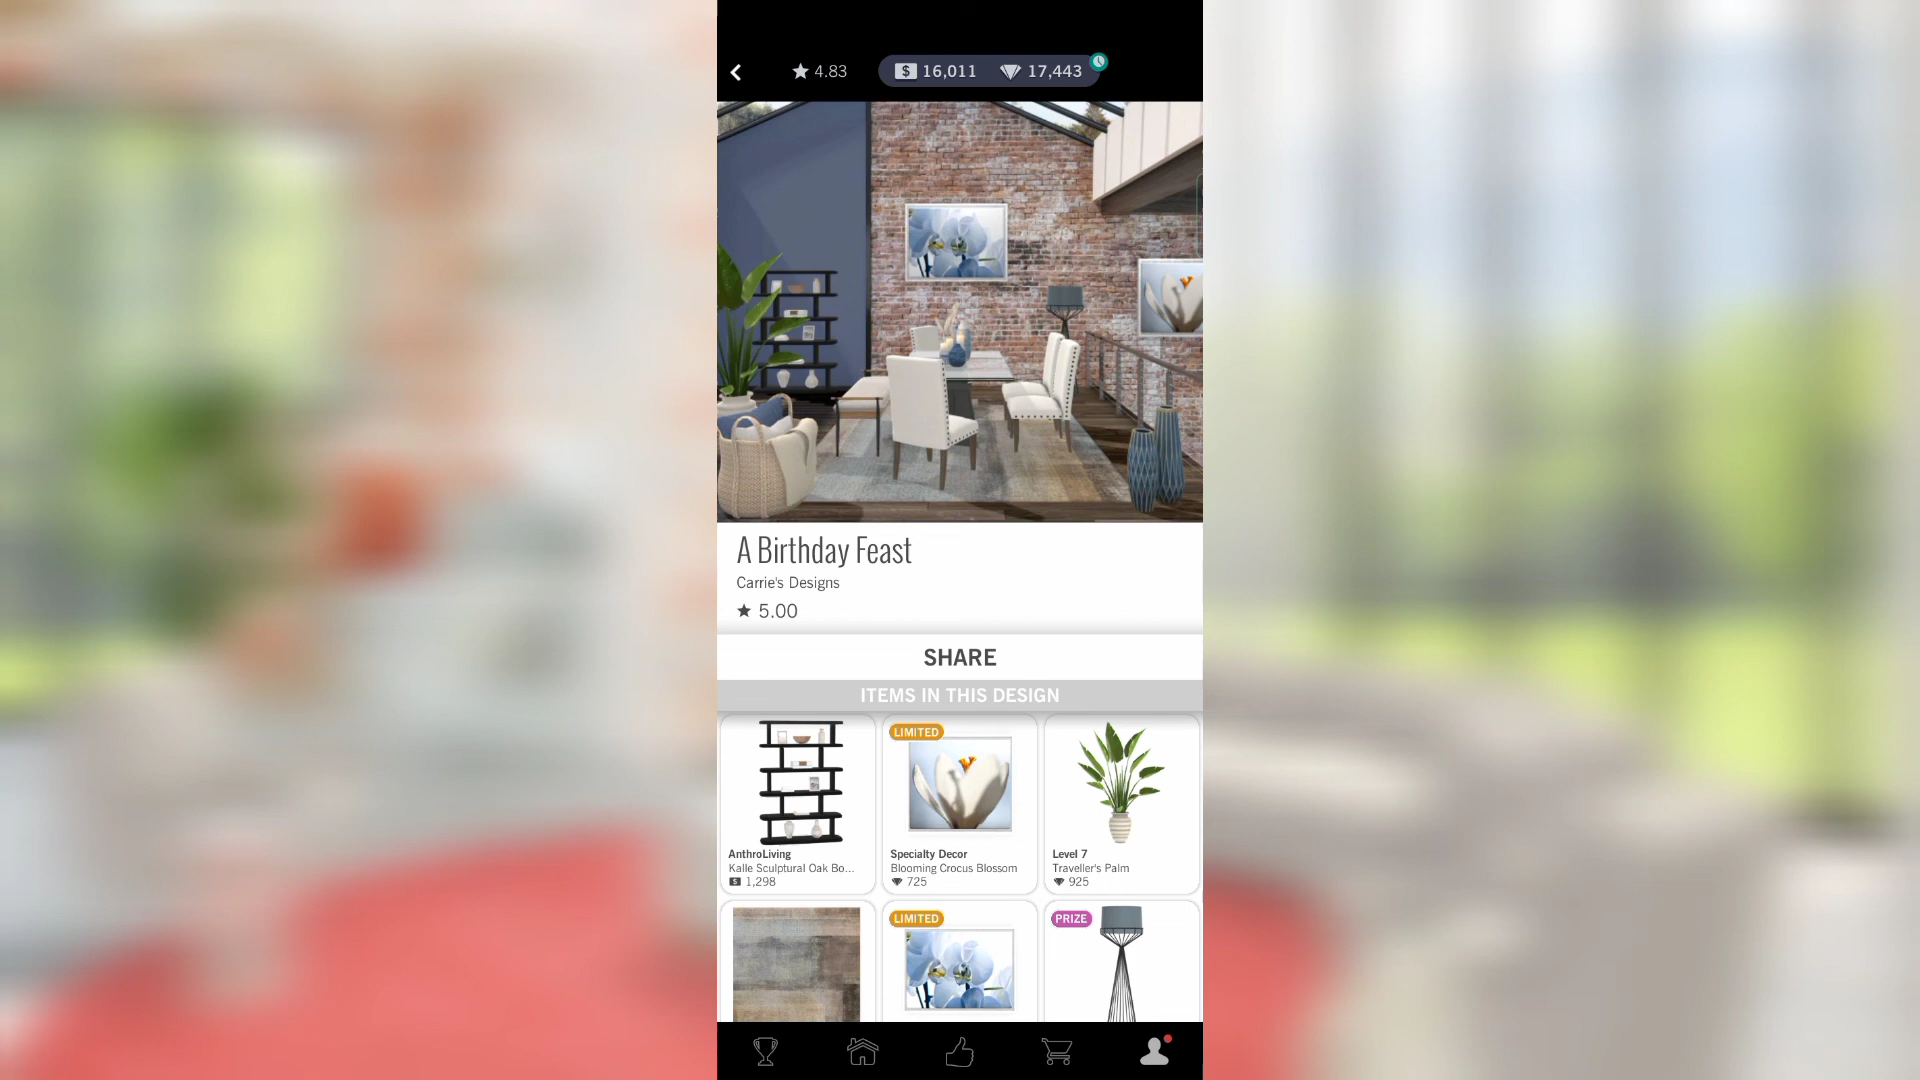 4.83
$ 16,011
17,443
A Birthday Feast
Carrie's Designs
5.00
SHARE
ITEMS IN THIS DESIGN
LIMITED
AnthroLiving
Kalle Sculptural Oak Bo...
$ 1,298
Specialty Decor
Blooming Crocus Blossom
725
Level 7
Traveller's Palm
925
LIMITED
PRIZE